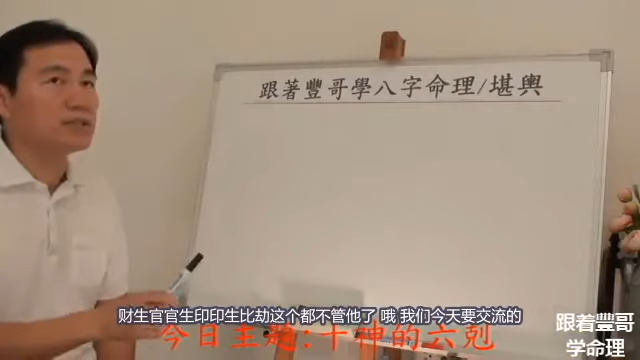 跟著豐哥學八字命理/堪輿
财生官官生印印生比劫这个都不管他了 哦 我们今天要交流的
今日主題:十神的六剋
跟着豐哥
学命理